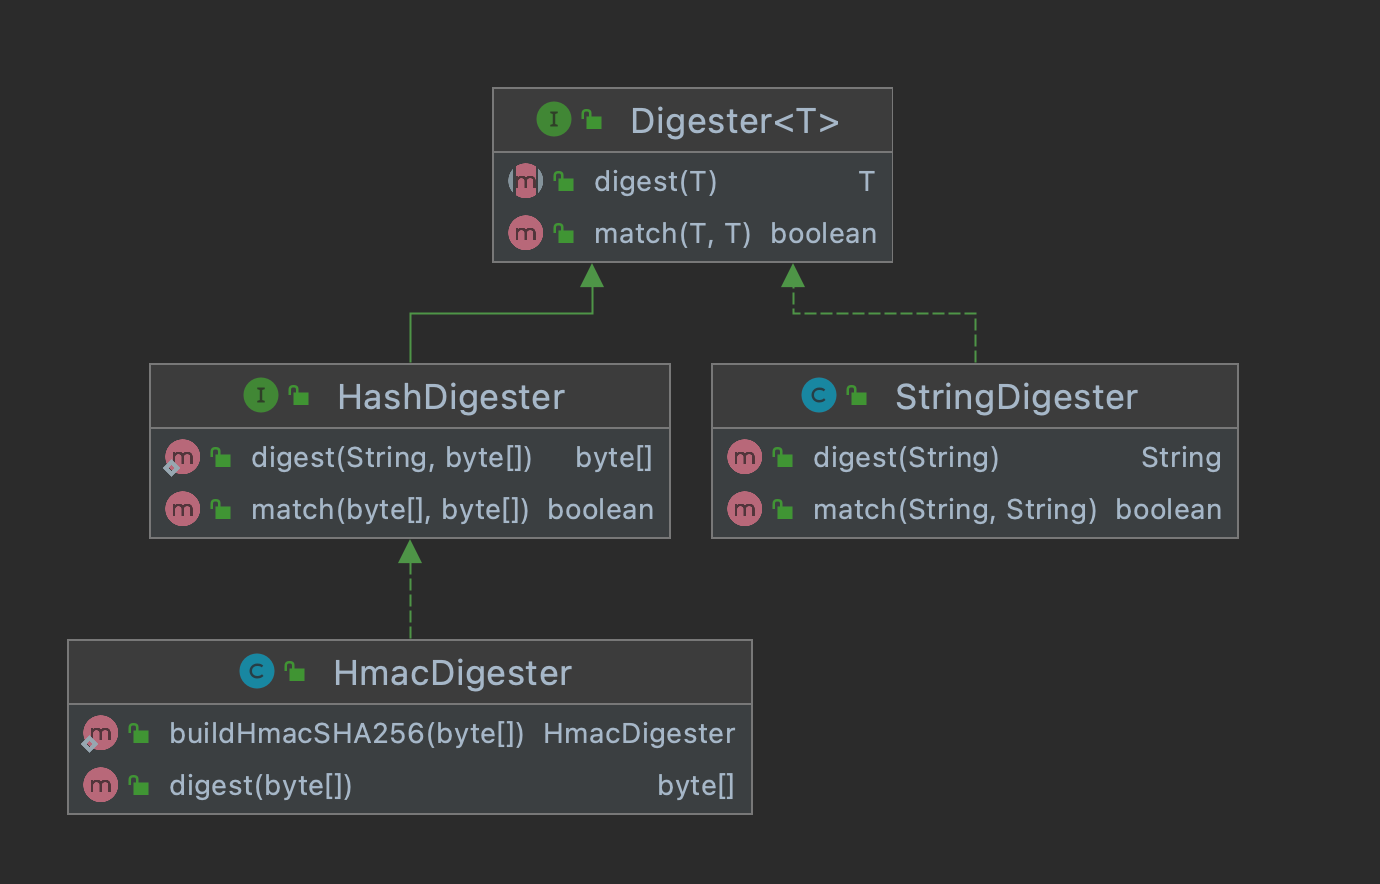 I Digester<T>
m digest(T) T
m match(T, T) boolean
I HashDigester
m digest(String, byte[]) byte[]
m match(byte[], byte[]) boolean
C StringDigester
m digest(String) String
m match(String, String) boolean
C HmacDigester
m buildHmacSHA256(byte[]) HmacDigester
m digest(byte[]) byte[]